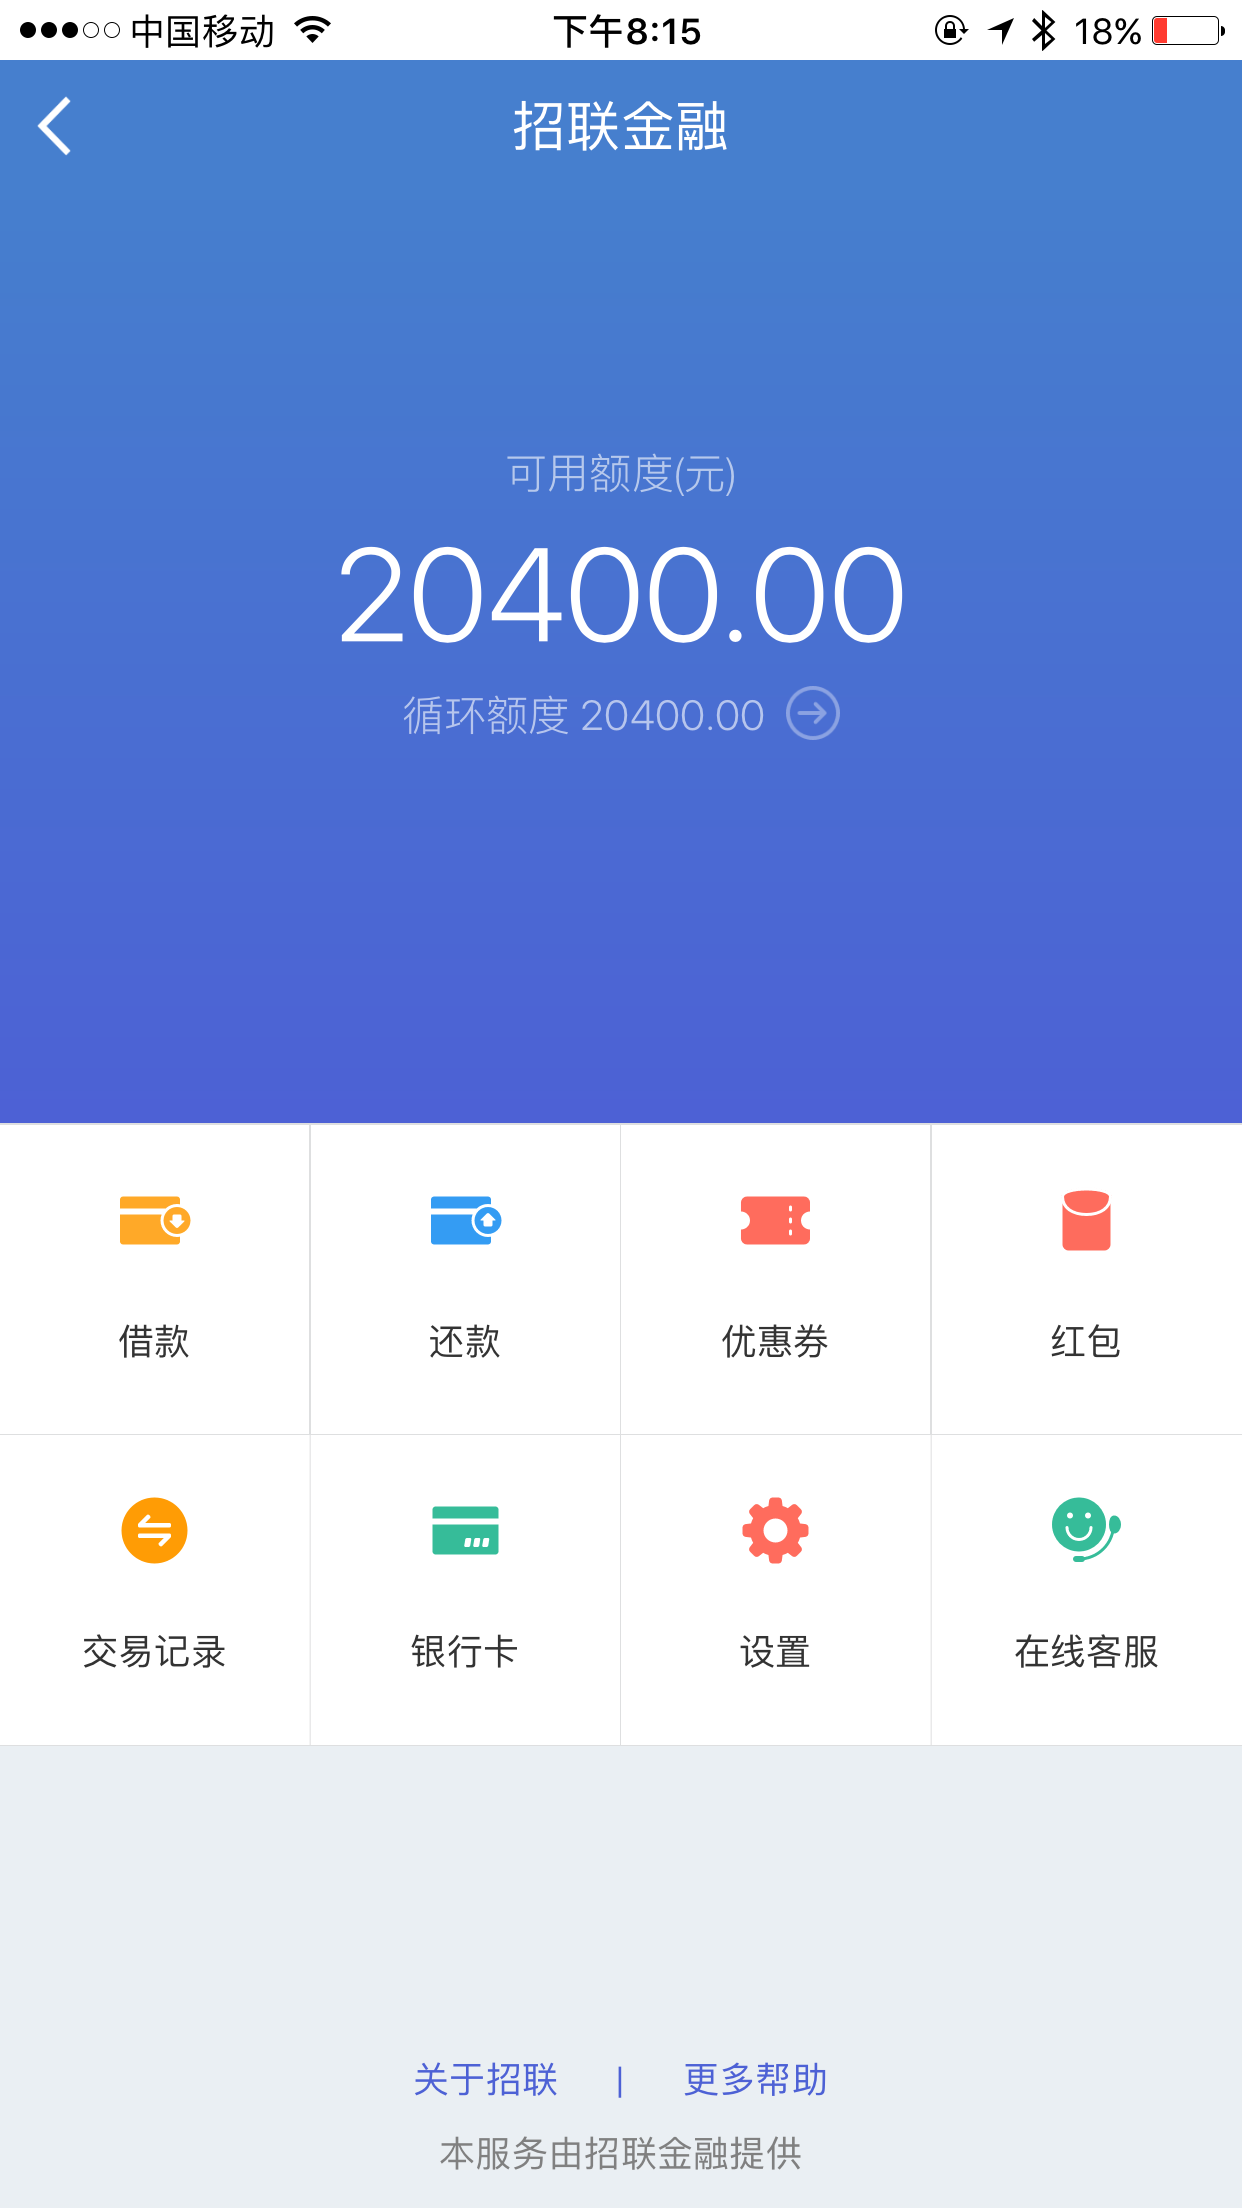 中国移动 下午8:15 18%
招联金融
可用额度(元)
20400.00
循环额度 20400.00
借款 还款 优惠券 红包
交易记录 银行卡 设置 在线客服
关于招联 | 更多帮助
本服务由招联金融提供